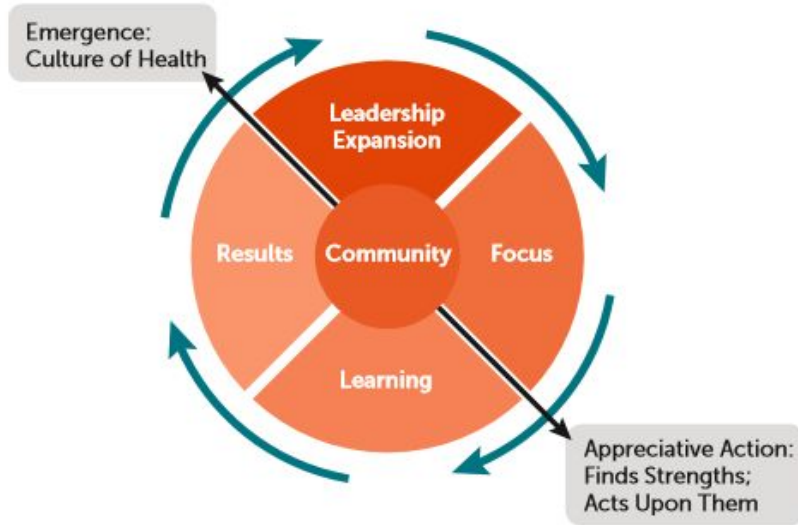 Emergence:
Culture of Health
Leadership
Expansion
Results
Community
Focus
Learning
Appreciative Action:
Finds Strengths;
Acts Upon Them